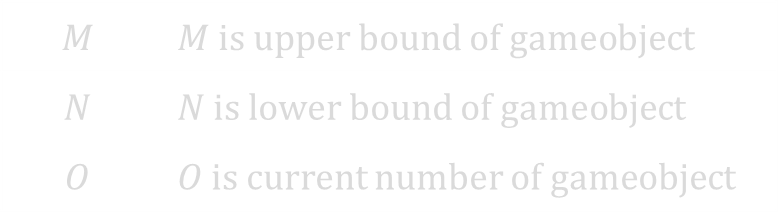 M M is upper bound of gameobject
N N is lower bound of gameobject
O O is current number of gameobject